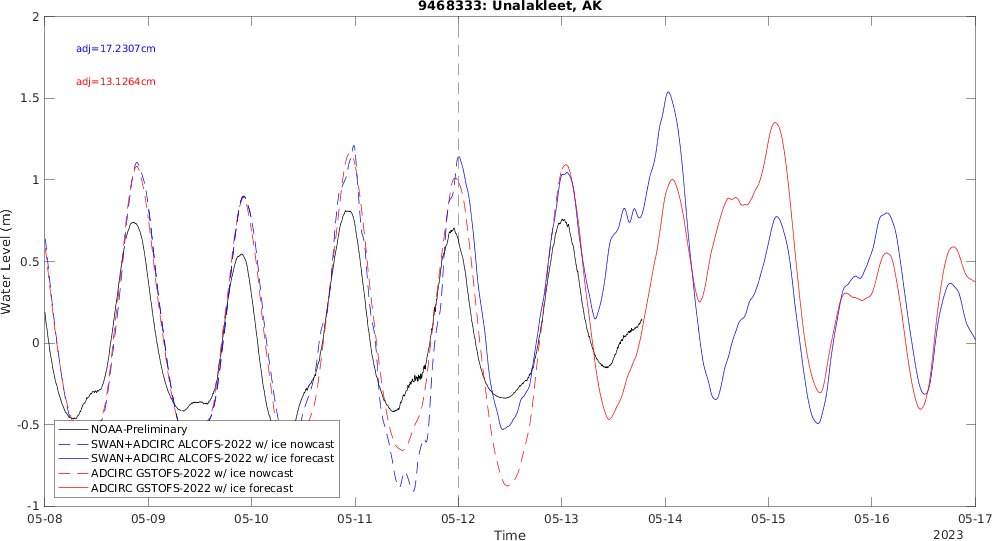 9468333: Unalakleet, AK
2
adj=17.2307cm
adj=13.1264cm
1.5
1
0.5
0
-0.5
-1
Water Level (m)
NOAA-Preliminary
SWAN+ADCIRC ALCOFS-2022 w/ ice nowcast
SWAN+ADCIRC ALCOFS-2022 w/ ice forecast
ADCIRC GSTOFS-2022 w/ ice nowcast
ADCIRC GSTOFS-2022 w/ ice forecast
05-08 05-09 05-10 05-11 05-12 05-13 05-14 05-15 05-16 05-17
Time
2023